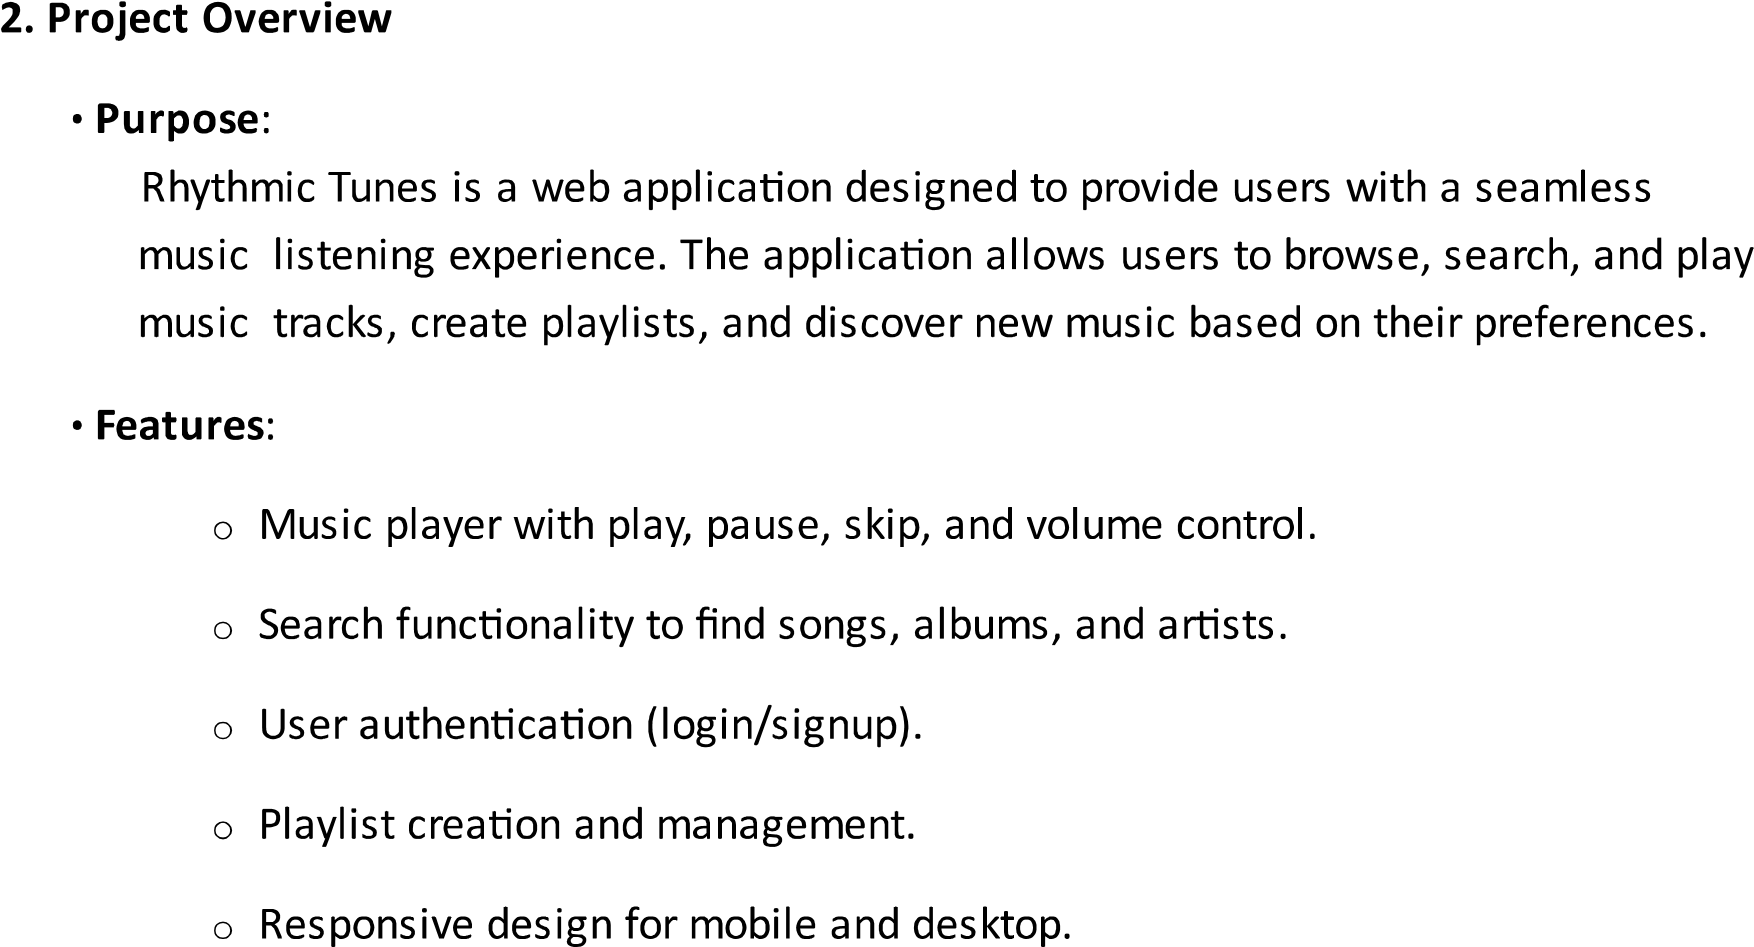 2. Project Overview
• Purpose:
Rhythmic Tunes is a web application designed to provide users with a seamless
music  listening experience. The application allows users to browse, search, and play
music  tracks, create playlists, and discover new music based on their preferences.
• Features:
o Music player with play, pause, skip, and volume control.
o Search functionality to find songs, albums, and artists.
o User authentication (login/signup).
o Playlist creation and management.
o Responsive design for mobile and desktop.